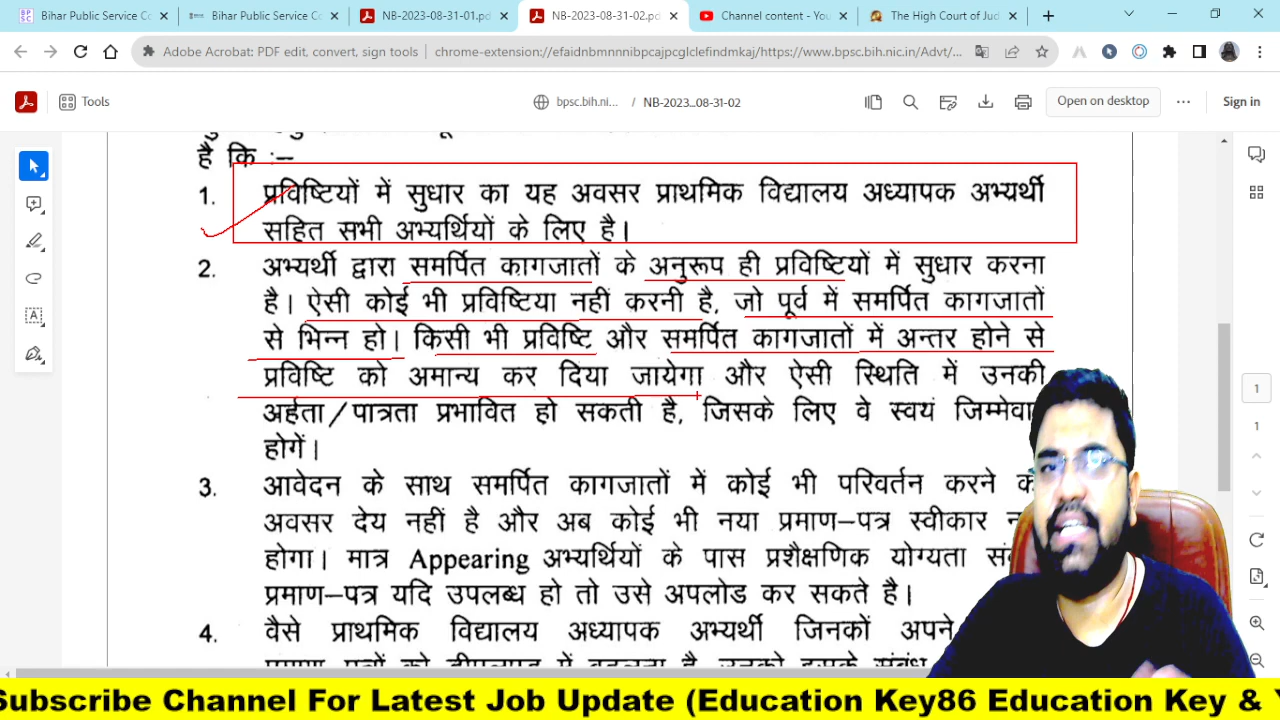 Bihar Public Service Co
Bihar Public Service Co
NB-2023-08-31-01.pd
NB-2023-08-31-02.pd
Channel content - You
The High Court of Jud
Adobe Acrobat: PDF edit, convert, sign tools
chrome-extension://efaidnbmnnnibpcajpcglclefindmkaj/https://www.bpsc.bih.nic.in/Advt/...
Tools
bpsc.bih.ni... / NB-2023...08-31-02
Open on desktop
Sign in
है कि :–
1. प्रविष्टियों में सुधार का यह अवसर प्राथमिक विद्यालय अध्यापक अभ्यर्थी
सहित सभी अभ्यर्थियों के लिए है।
2. अभ्यर्थी द्वारा समर्पित कागजातों के अनुरूप ही प्रविष्टियों में सुधार करना
है। ऐसी कोई भी प्रविष्टिया नहीं करनी है, जो पूर्व में समर्पित कागजातों
से भिन्न हो। किसी भी प्रविष्टि और समर्पित कागजातों में अन्तर होने से
प्रविष्टि को अमान्य कर दिया जायेगा और ऐसी स्थिति में उनकी
अर्हता/पात्रता प्रभावित हो सकती है, जिसके लिए वे स्वयं जिम्मेवा
होगें।
3. आवेदन के साथ समर्पित कागजातों में कोई भी परिवर्तन करने
अवसर देय नहीं है और अब कोई भी नया प्रमाण–पत्र स्वीकार
होगा। मात्र Appearing अभ्यर्थियों के पास प्रशैक्षणिक योग्यता
प्रमाण–पत्र यदि उपलब्ध हो तो उसे अपलोड कर सकते है।
4. वैसे प्राथमिक विद्यालय अध्यापक अभ्यर्थी जिनकों अपने
1
1
Subscribe Channel For Latest Job Update (Education Key86 Education Key &